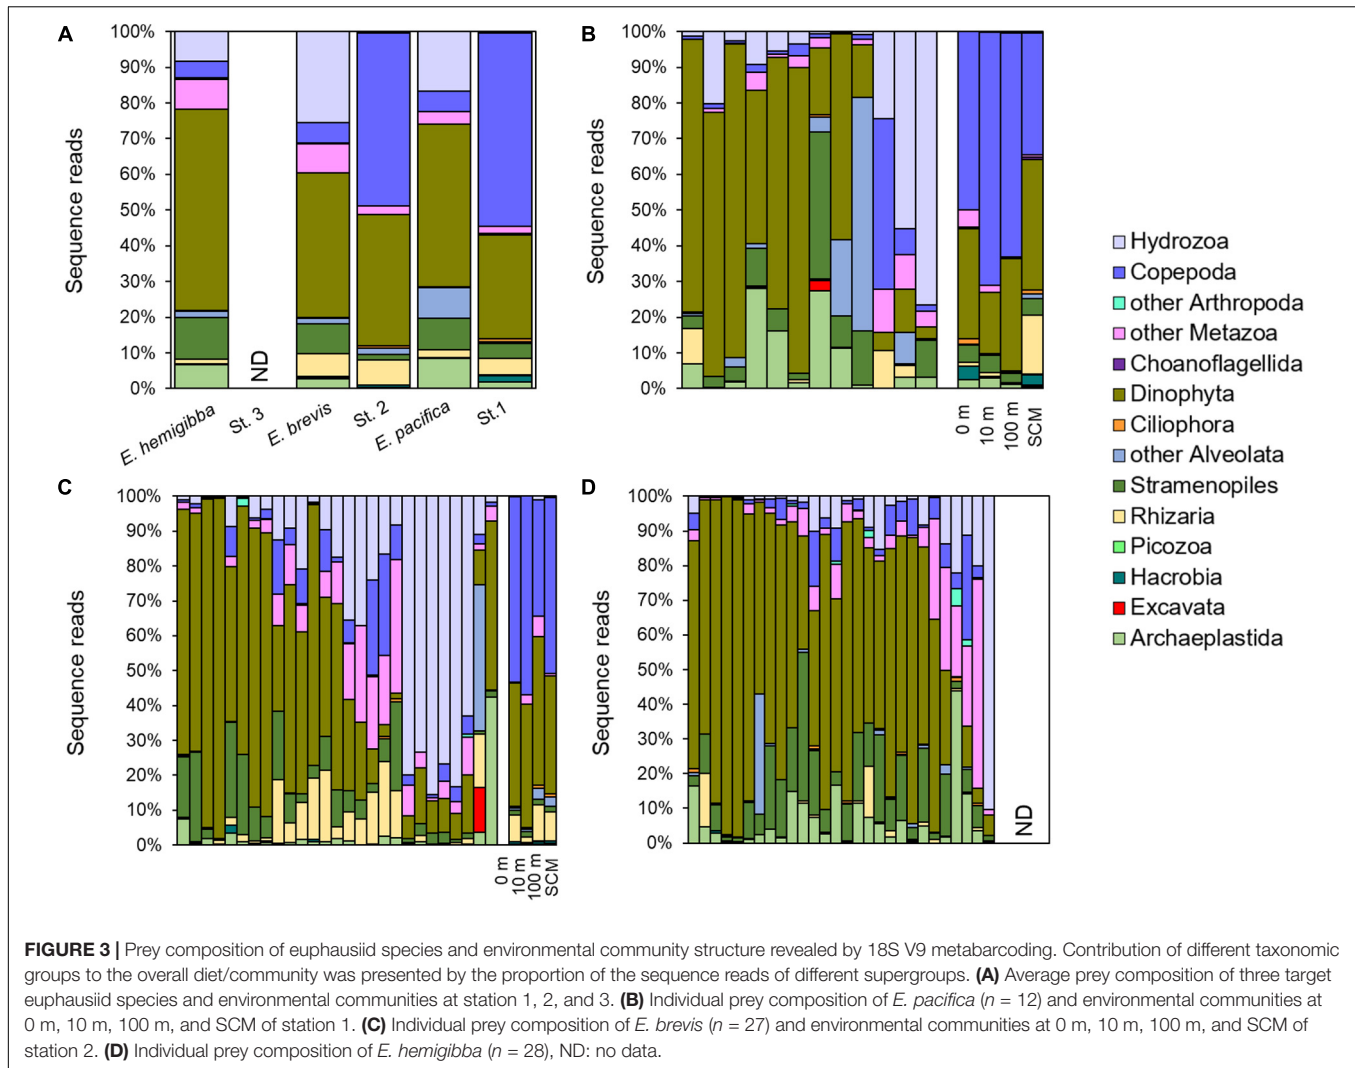 A
Sequence reads
100%
90%
80%
70%
60%
50%
40%
30%
20%
10%
0%
ND
E. hemigibba
St. 3
E. brevis
St. 2
E. pacifica
St.1
B
Sequence reads
100%
90%
80%
70%
60%
50%
40%
30%
20%
10%
0%
0 m
10 m
100 m
SCM
C
Sequence reads
100%
90%
80%
70%
60%
50%
40%
30%
20%
10%
0%
0 m
10 m
100 m
SCM
D
Sequence reads
100%
90%
80%
70%
60%
50%
40%
30%
20%
10%
0%
ND
Hydrozoa
Copepoda
other Arthropoda
other Metazoa
Choanoflagellida
Dinophyta
Ciliophora
other Alveolata
Stramenopiles
Rhizaria
Picozoa
Hacrobia
Excavata
Archaeplastida
FIGURE 3 | Prey composition of euphausiid species and environmental community structure revealed by 18S V9 metabarcoding. Contribution of different taxonomic
groups to the overall diet/community was presented by the proportion of the sequence reads of different supergroups. (A) Average prey composition of three target
euphausiid species and environmental communities at station 1, 2, and 3. (B) Individual prey composition of E. pacifica (n = 12) and environmental communities at
0 m, 10 m, 100 m, and SCM of station 1. (C) Individual prey composition of E. brevis (n = 27) and environmental communities at 0 m, 10 m, 100 m, and SCM of
station 2. (D) Individual prey composition of E. hemigibba (n = 28), ND: no data.